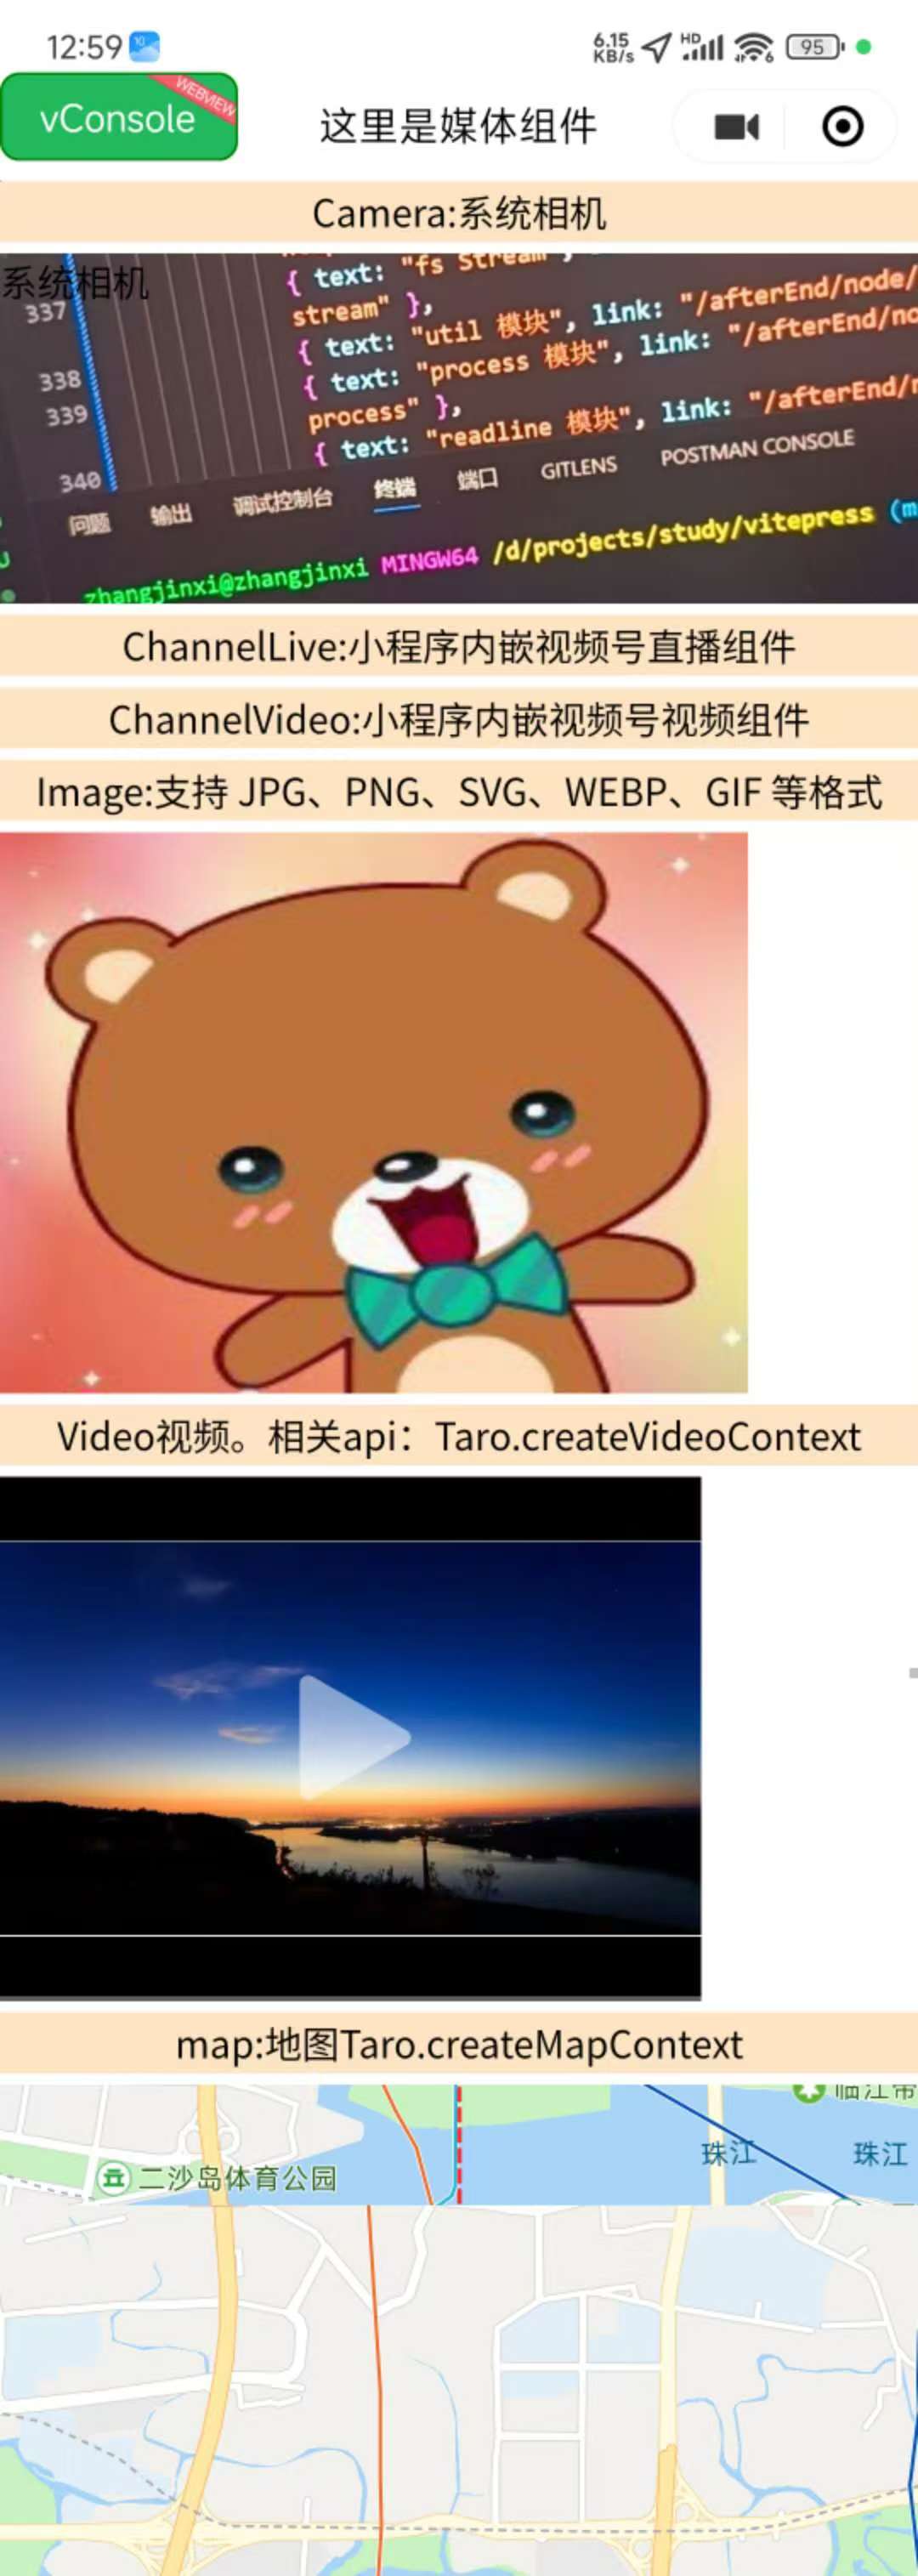 12:59
10
6.15
KB/s
HD
6
95
vConsole
WEBVIEW
这里是媒体组件
Camera:系统相机
系统相机
{ text: "fs Stream",
stream" },
337
{ text: "util 模块", link: "/afterEnd/node/
{ text: "process 模块", link: "/afterEnd/no
338
process" },
339
{ text: "readline 模块", link: "/afterEnd/n
340
问题 输出 调试控制台 终端 端口 GITLENS POSTMAN CONSOLE
zhangjinxi@zhangjinxi MINGW64 /d/projects/study/vitepress (m
ChannelLive:小程序内嵌视频号直播组件
ChannelVideo:小程序内嵌视频号视频组件
Image:支持 JPG、PNG、SVG、WEBP、GIF 等格式
Video视频。相关api：Taro.createVideoContext
map:地图Taro.createMapContext
临江带
珠江 珠江
二沙岛体育公园